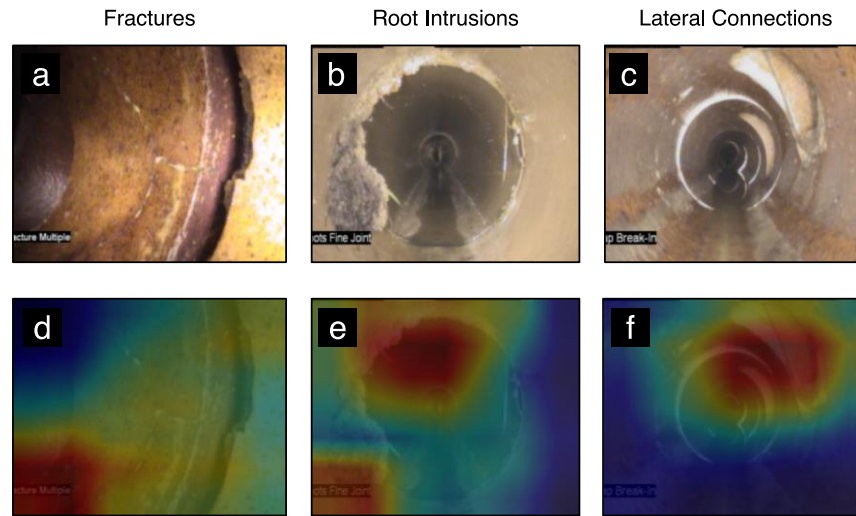 Fractures Root Intrusions Lateral Connections
a b c
acture Multiple ots Fine Joint p Break-In
d e f
acture Multiple ots Fine Joint p Break-In